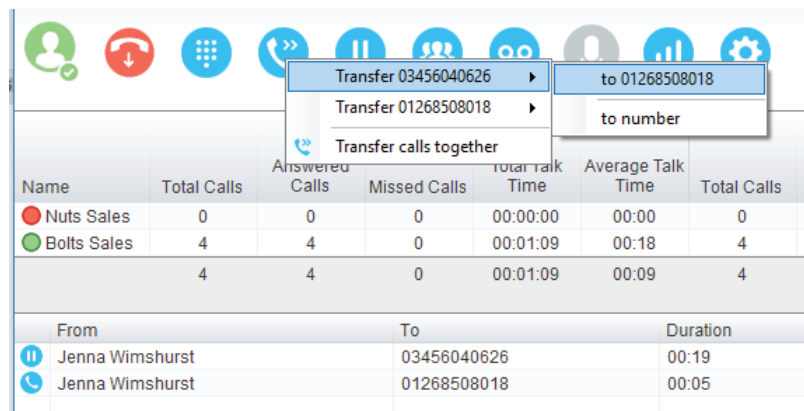 Transfer 03456040626
to 01268508018
Transfer 01268508018
to number
Transfer calls together
Name Total Calls Answered Calls Missed Calls Total Talk Time Average Talk Time Total Calls
Nuts Sales 0 0 0 00:00:00 00:00 0
Bolts Sales 4 4 0 00:01:09 00:18 4
4 4 0 00:01:09 00:09 4
From To Duration
Jenna Wimshurst 03456040626 00:19
Jenna Wimshurst 01268508018 00:05